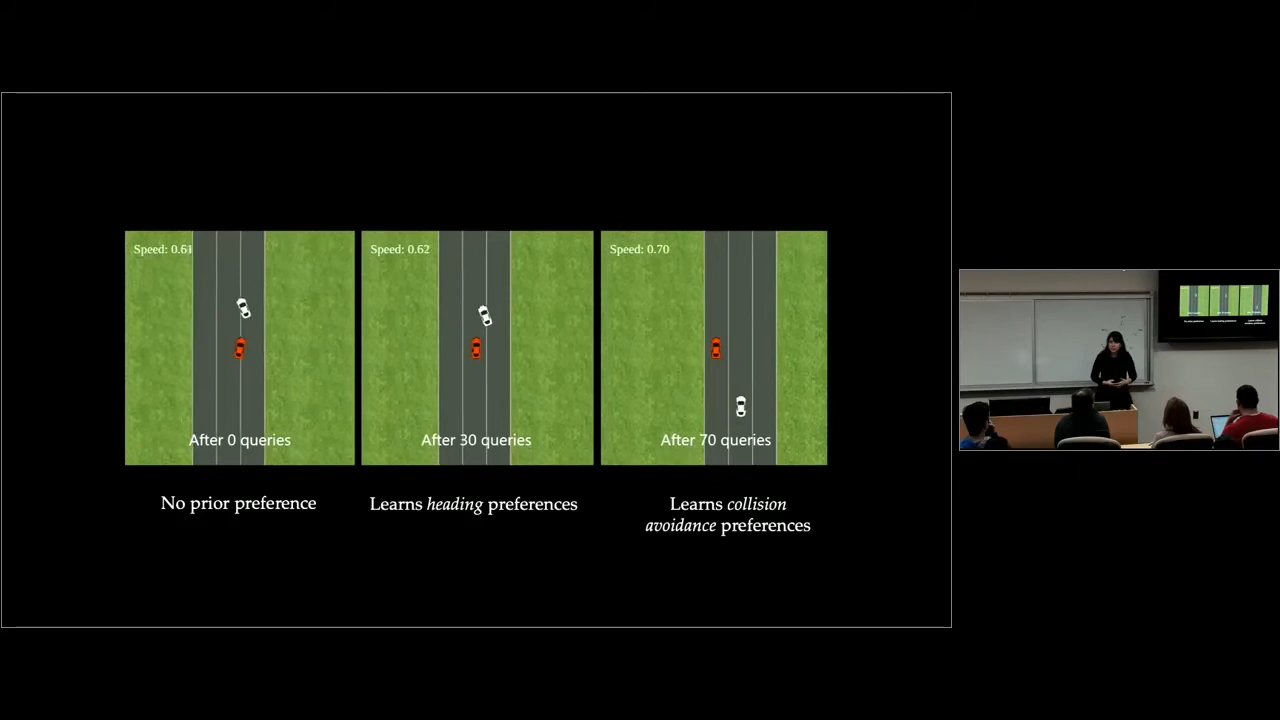 Speed: 0.61
Speed: 0.62
Speed: 0.70
After 0 queries
After 30 queries
After 70 queries
No prior preference
Learns heading preferences
Learns collision
avoidance preferences